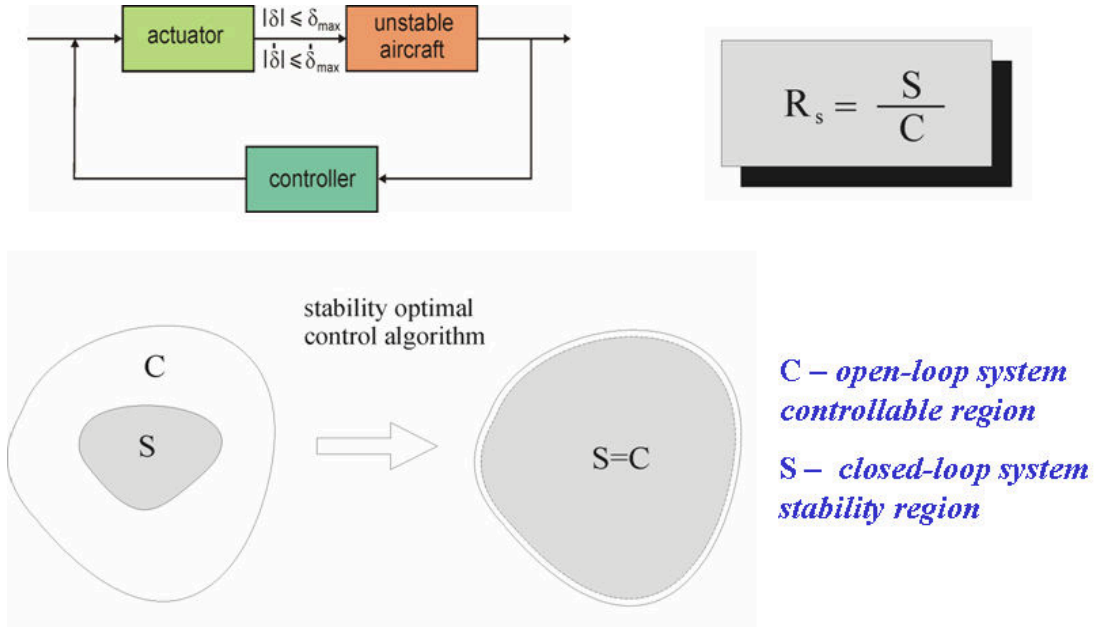 actuator
|δ| ⩽ δmax
|δ̇| ⩽ δ̇max
unstable
aircraft
controller
Rs = S / C
stability optimal
control algorithm
C
S
S=C
C – open-loop system
controllable region
S – closed-loop system
stability region